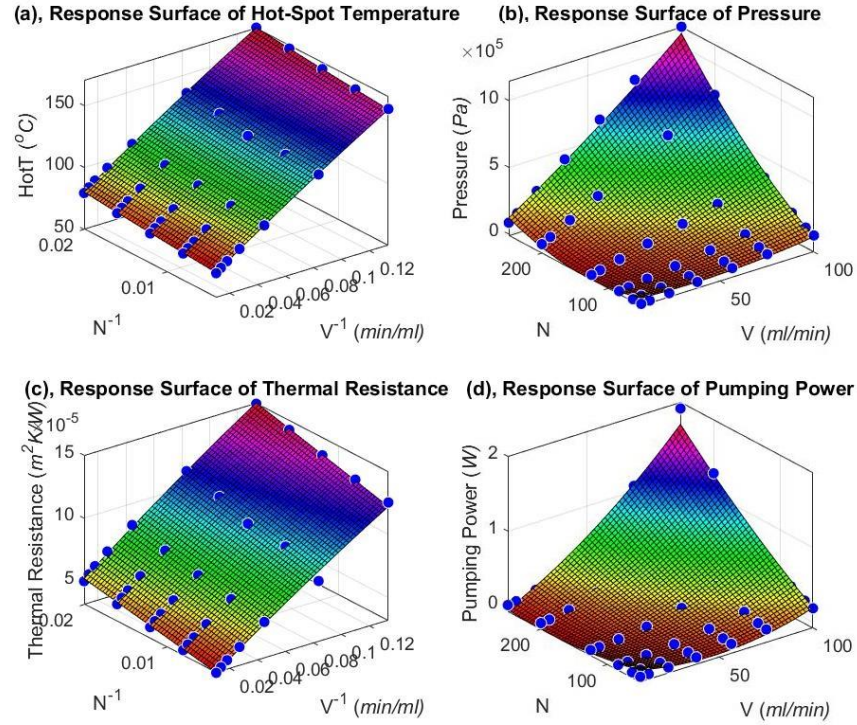 (a), Response Surface of Hot-Spot Temperature
HotT (°C)
150
100
50
0.02
0.01
N⁻¹
0.02
0.04
0.06
0.08
0.1
0.12
V⁻¹ (min/ml)
(b), Response Surface of Pressure
×10⁵
Pressure (Pa)
10
5
0
200
100
N
50
100
V (ml/min)
(c), Response Surface of Thermal Resistance
Thermal Resistance (m²K/W)
10⁻⁵
15
10
5
0.02
0.01
N⁻¹
0.02
0.04
0.06
0.08
0.1
0.12
V⁻¹ (min/ml)
(d), Response Surface of Pumping Power
Pumping Power (W)
2
1
0
200
100
N
50
100
V (ml/min)